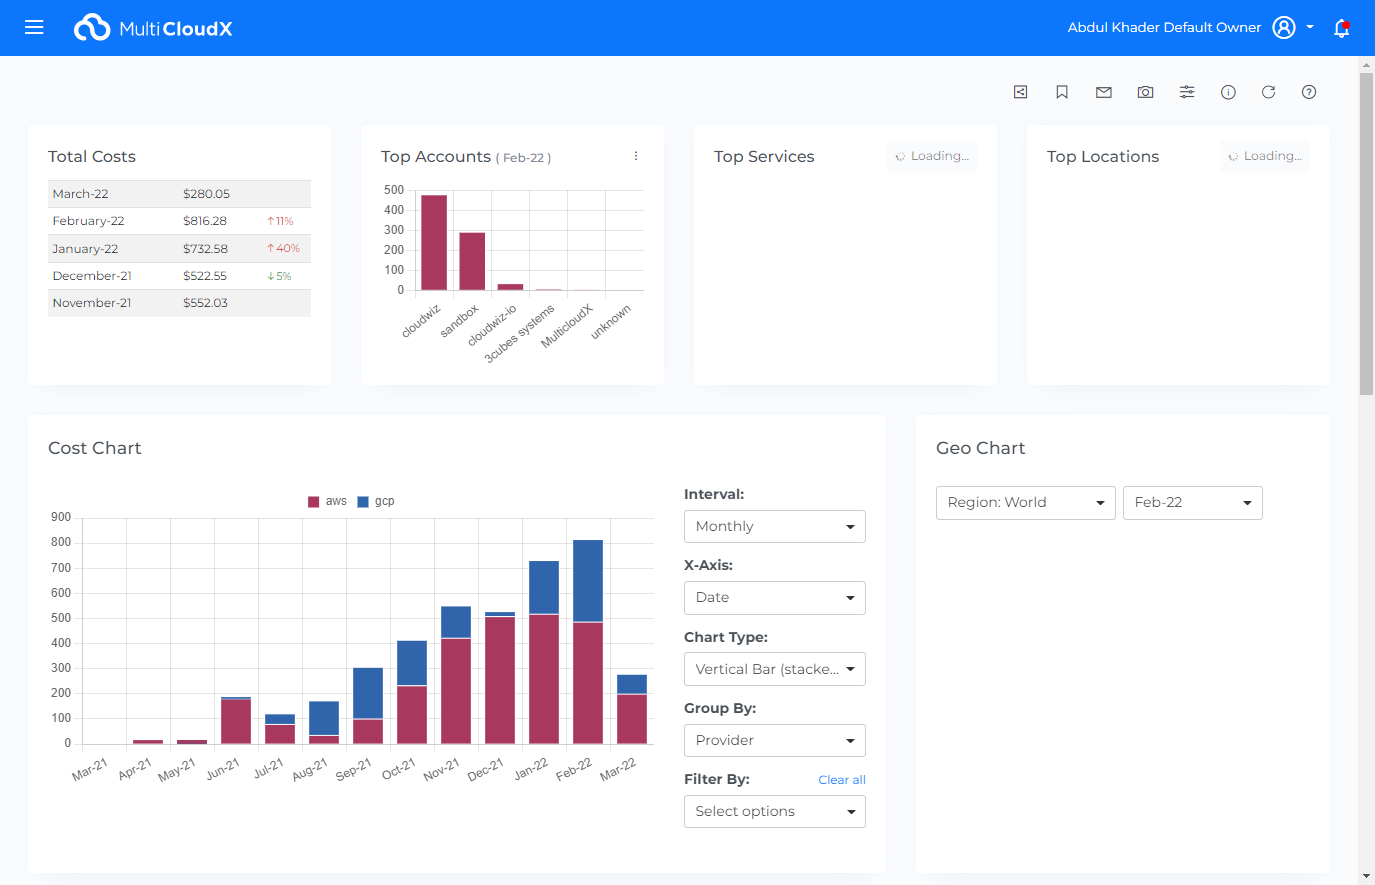 MultiCloudX
Abdul Khader Default Owner
Total Costs
March-22 $280.05
February-22 $816.28 ↑11%
January-22 $732.58 ↑40%
December-21 $522.55 ↓5%
November-21 $552.03
Top Accounts ( Feb-22 )
500
400
300
200
100
0
cloudwiz
sandbox
cloudwiz-io
3cubes systems
MulticloudX
unknown
Top Services
Loading...
Top Locations
Loading...
Cost Chart
aws gcp
900
800
700
600
500
400
300
200
100
0
Mar-21
Apr-21
May-21
Jun-21
Jul-21
Aug-21
Sep-21
Oct-21
Nov-21
Dec-21
Jan-22
Feb-22
Mar-22
Interval:
Monthly
X-Axis:
Date
Chart Type:
Vertical Bar (stacke...
Group By:
Provider
Filter By: Clear all
Select options
Geo Chart
Region: World
Feb-22